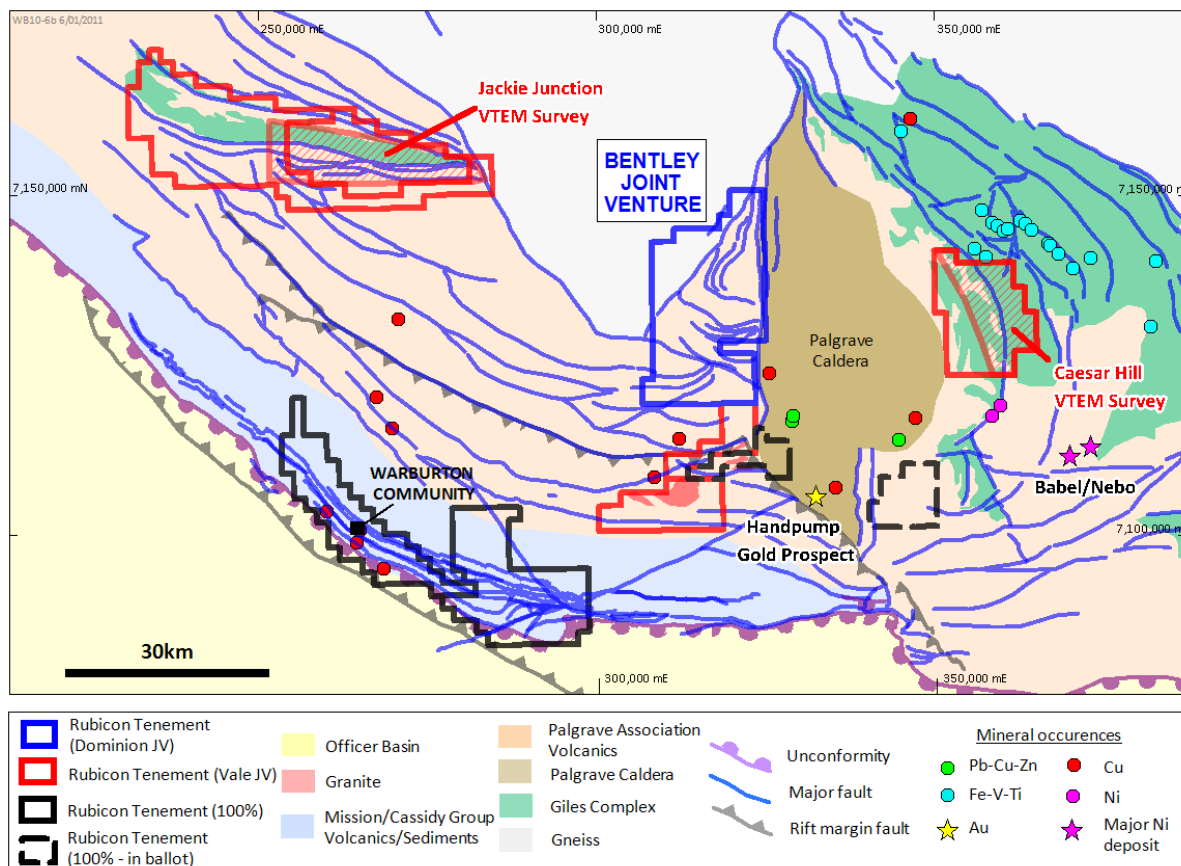 WB10-6b 6/01/2011
250,000 mE
300,000 mE
350,000 mE
Jackie Junction
VTEM Survey
BENTLEY
JOINT
VENTURE
7,150,000 mN
7,150,000 m
Palgrave
Caldera
Caesar Hill
VTEM Survey
WARBURTON
COMMUNITY
Babel/Nebo
Handpump
Gold Prospect
7,100,000 m
30km
300,000 mE
350,000 mE
Rubicon Tenement
(Dominion JV)
Rubicon Tenement (Vale JV)
Rubicon Tenement (100%)
Rubicon Tenement
(100% - in ballot)
Officer Basin
Granite
Mission/Cassidy Group
Volcanics/Sediments
Palgrave Association
Volcanics
Palgrave Caldera
Giles Complex
Gneiss
Unconformity
Major fault
Rift margin fault
Mineral occurences
Pb-Cu-Zn
Cu
Fe-V-Ti
Ni
Au
Major Ni
deposit